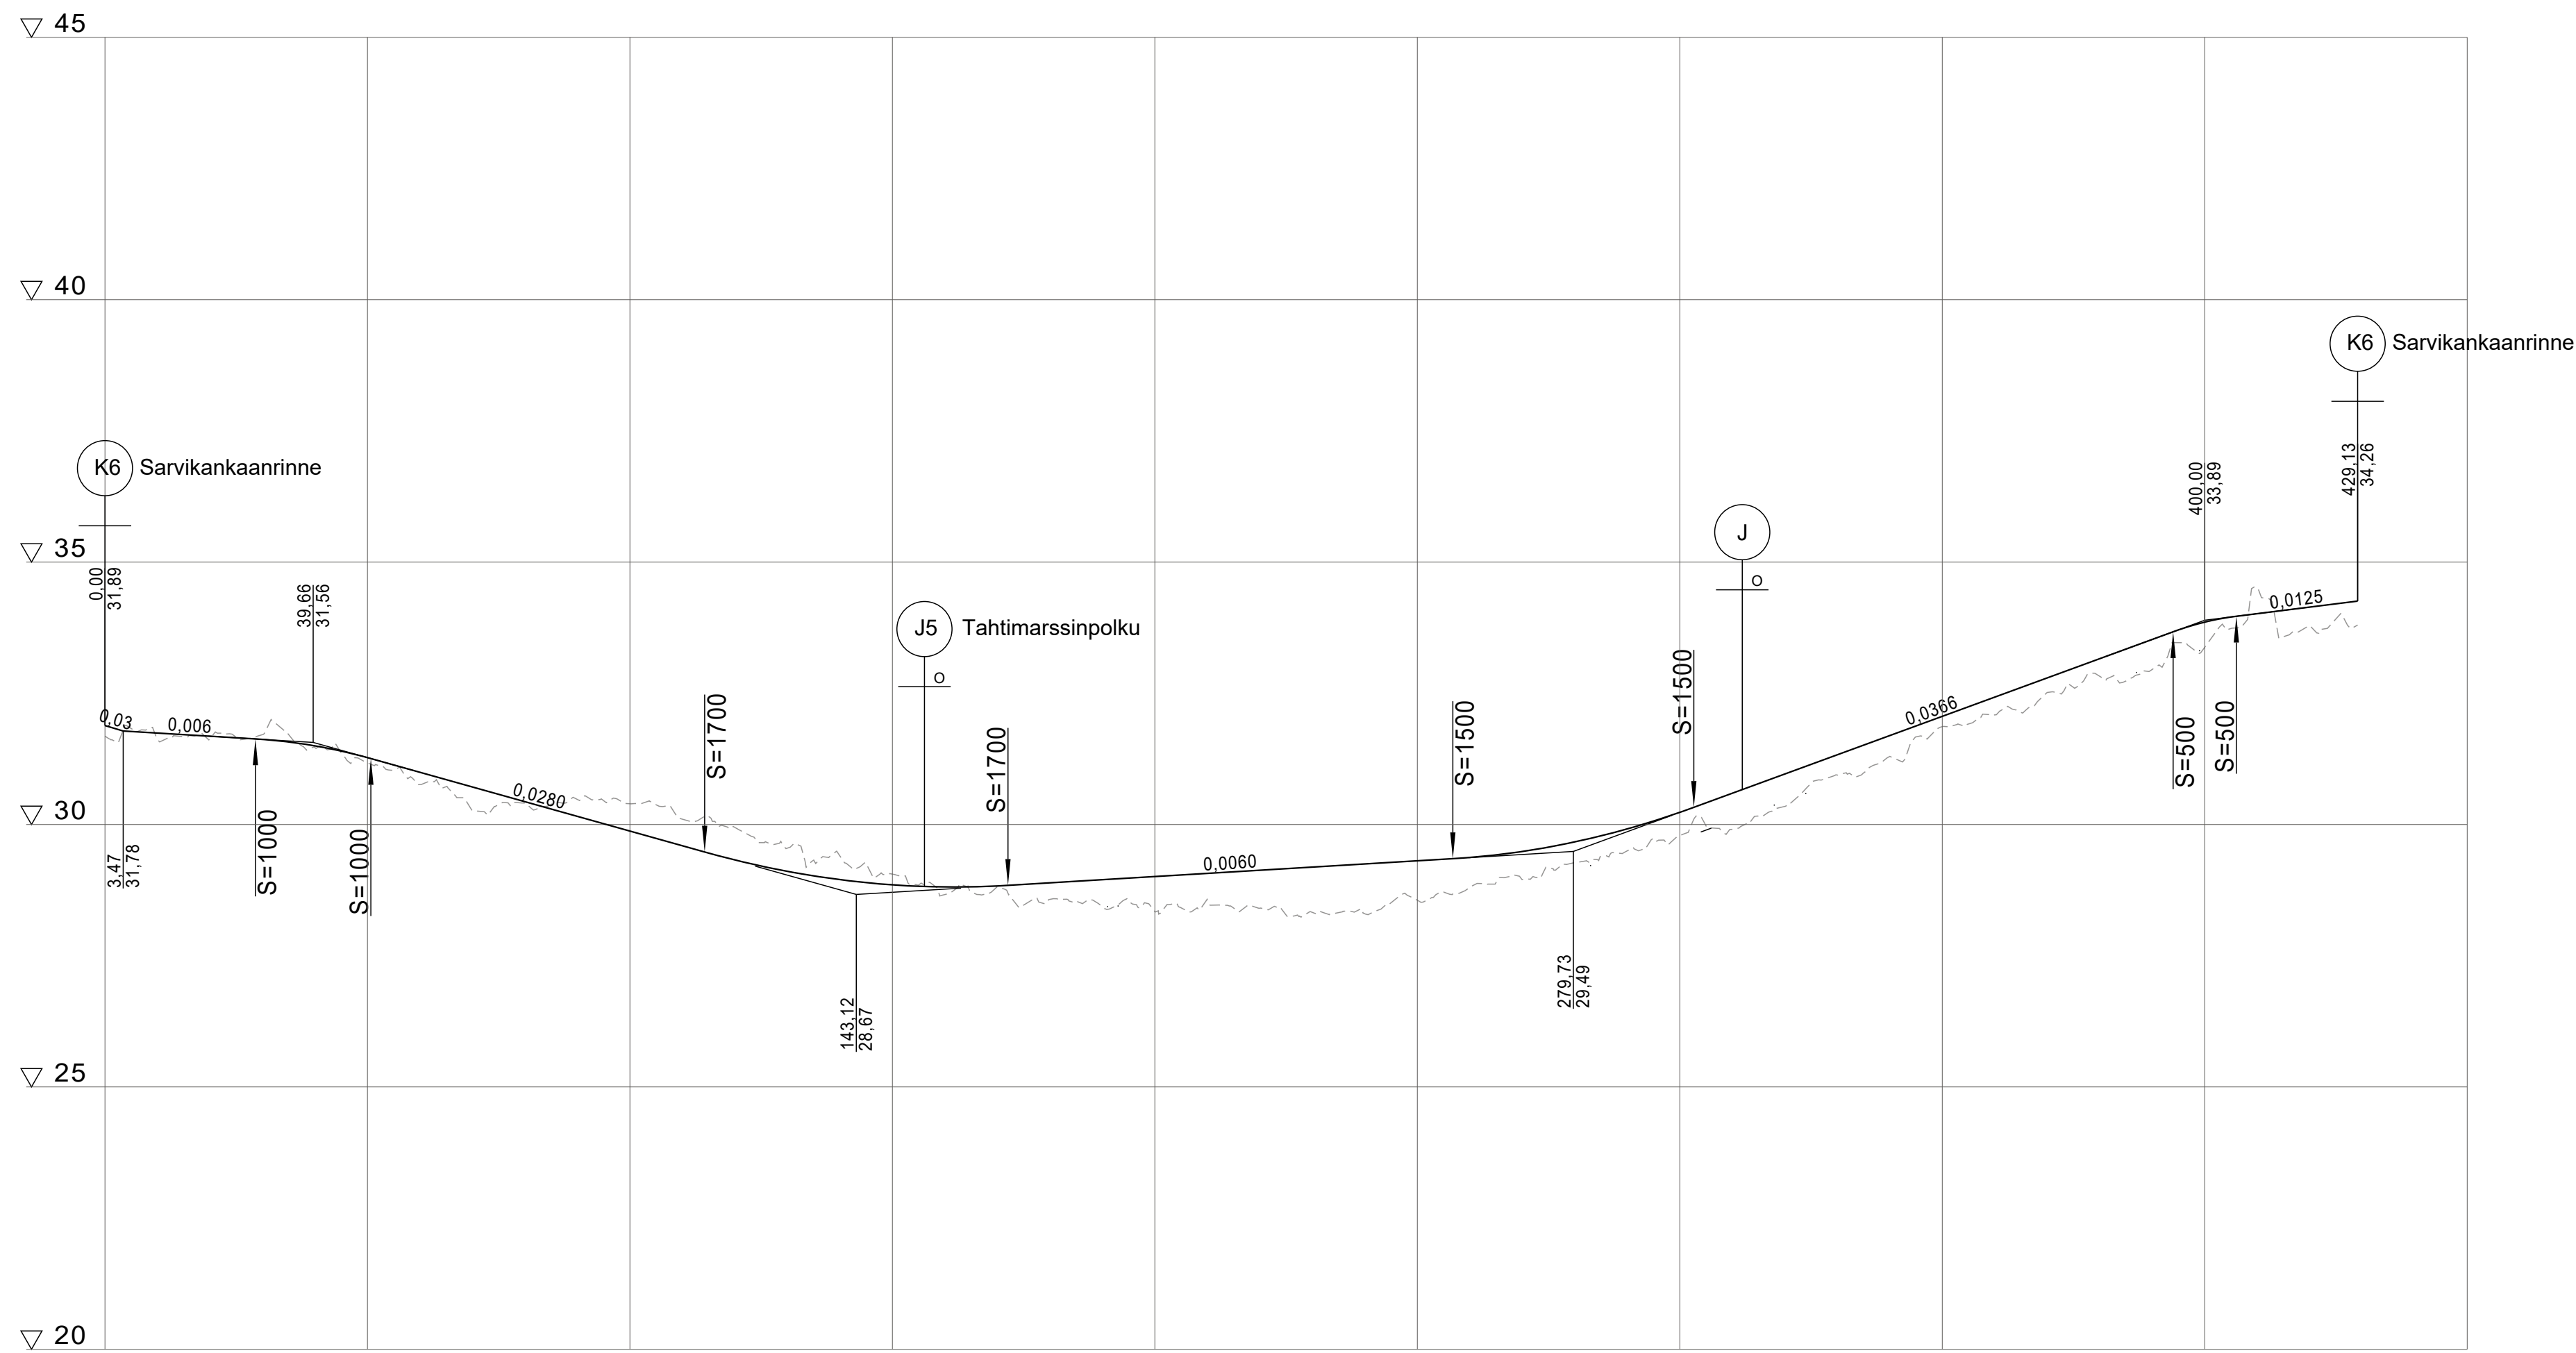 45
40
K6 Sarvikankaanrinne
429,13
34,26
400,00
33,89
K6 Sarvikankaanrinne
J
O
35
0,00
31,89
39,66
31,56
J5 Tahtimarssinpolku
O
0,03
0,006
S=1000
S=1000
3,47
31,78
0,0280
S=1700
S=1700
S=1500
S=1500
0,0366
0,0125
S=500
S=500
30
0,0060
143,12
28,67
279,73
29,49
25
20